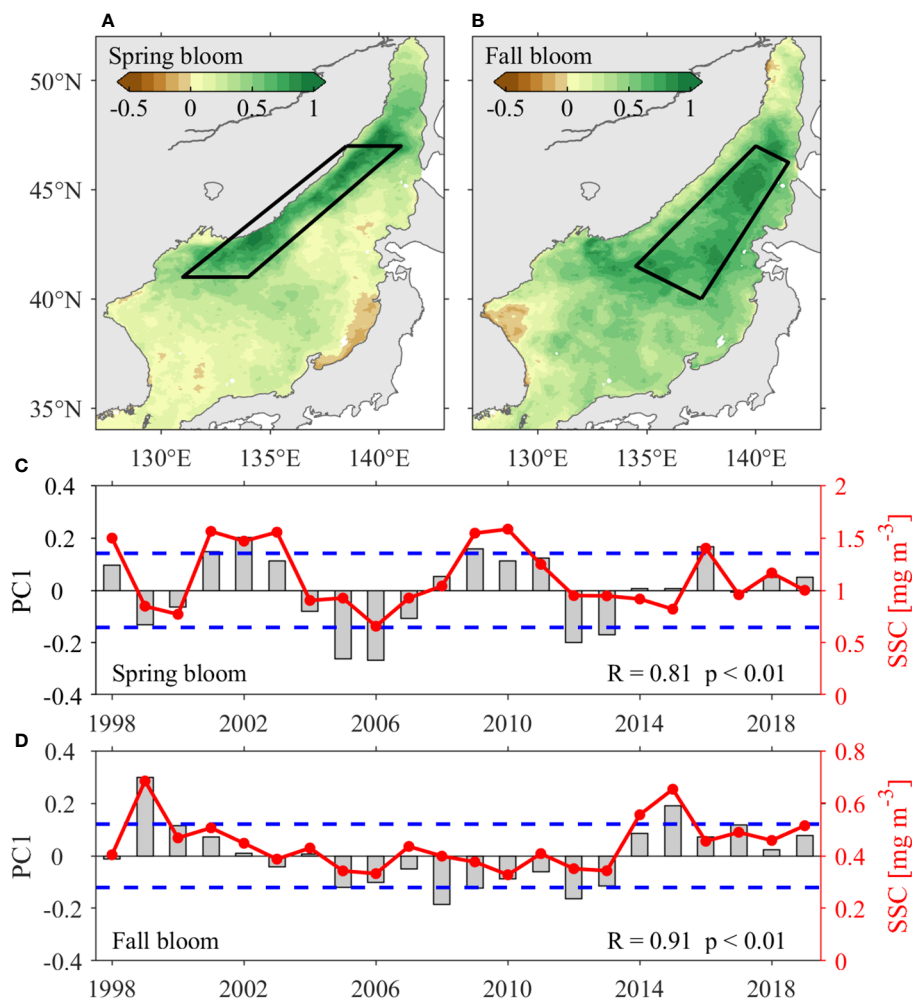 A
B
Spring bloom
Fall bloom
-0.5 0 0.5 1
-0.5 0 0.5 1
50°N
45°N
40°N
35°N
130°E 135°E 140°E
130°E 135°E 140°E
C
0.4
0.2
0
-0.2
-0.4
PC1
2
1.5
1
0.5
0
SSC [mg m⁻³]
Spring bloom
R = 0.81 p < 0.01
1998 2002 2006 2010 2014 2018
D
0.4
0.2
0
-0.2
-0.4
PC1
0.8
0.6
0.4
0.2
0
SSC [mg m⁻³]
Fall bloom
R = 0.91 p < 0.01
1998 2002 2006 2010 2014 2018